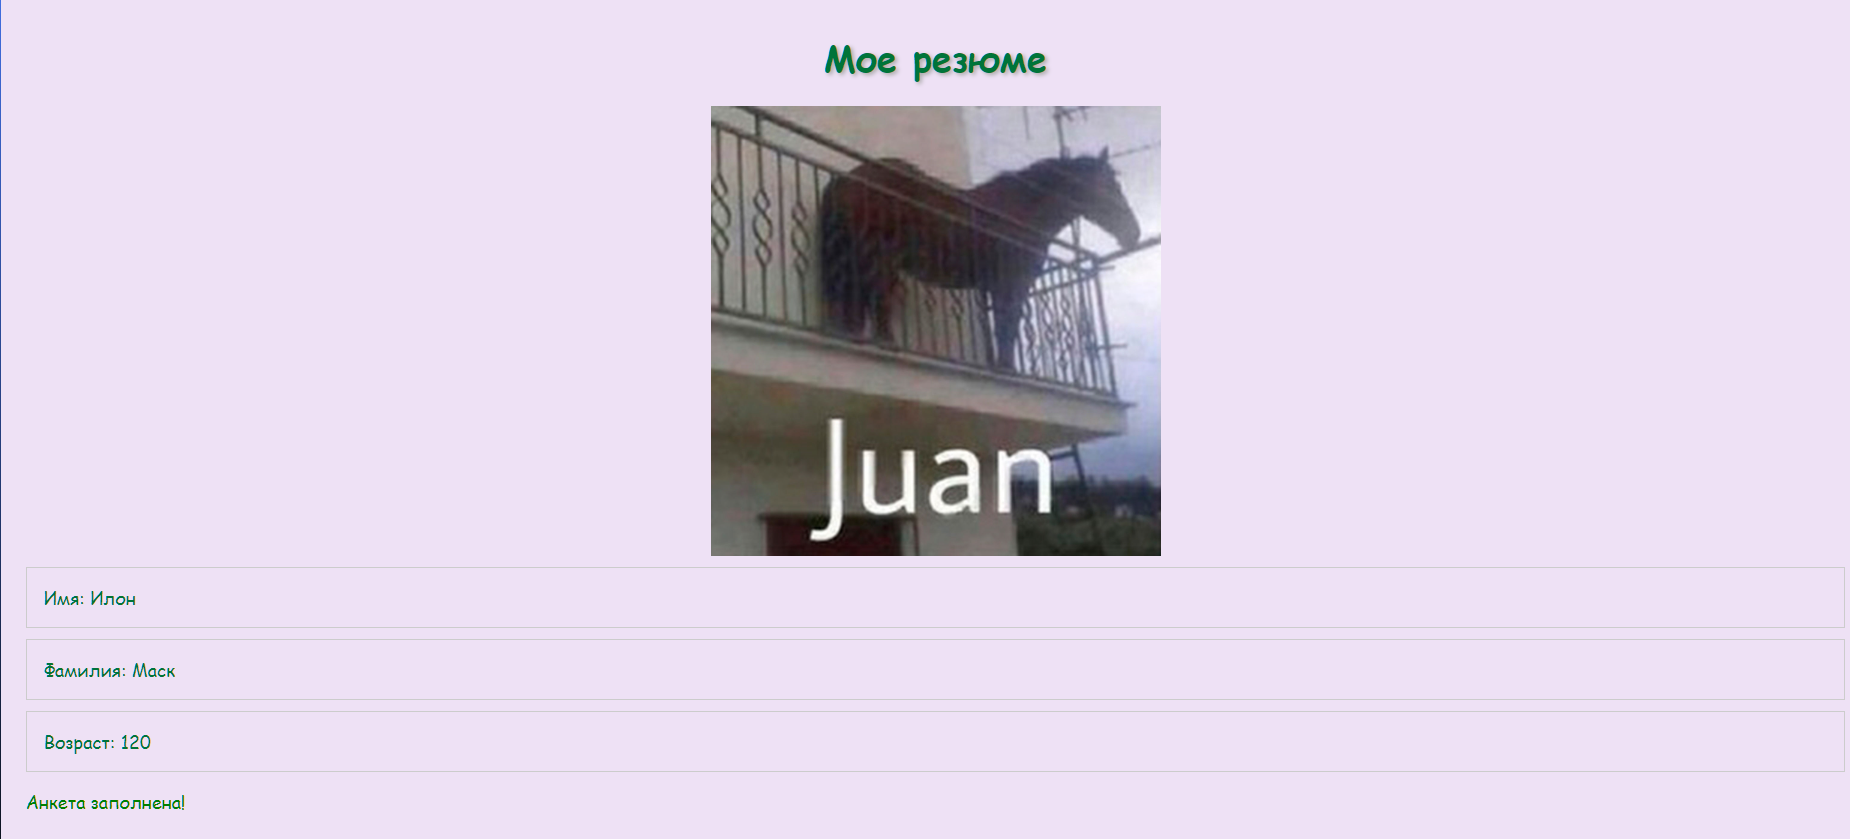 Мое резюме
Juan
Имя: Илон
Фамилия: Маск
Возраст: 120
Анкета заполнена!